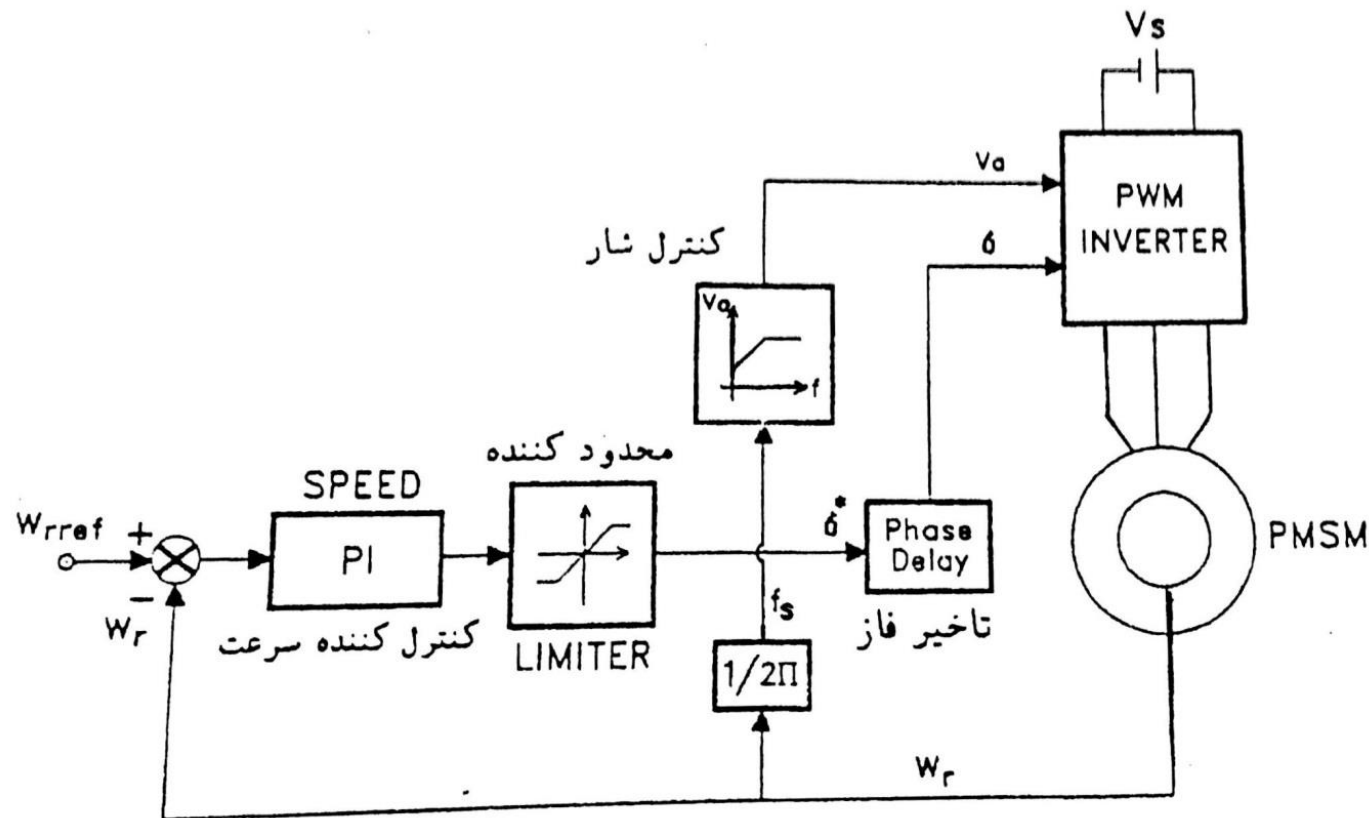 Vs
Va
PWM
INVERTER
کنترل شار
δ
Va
f
محدود کننده
SPEED
Wrref
+
PI
δ*
Phase
Delay
PMSM
−
Wr
fs
کنترل کننده سرعت
LIMITER
تاخیر فاز
1/2Π
Wr